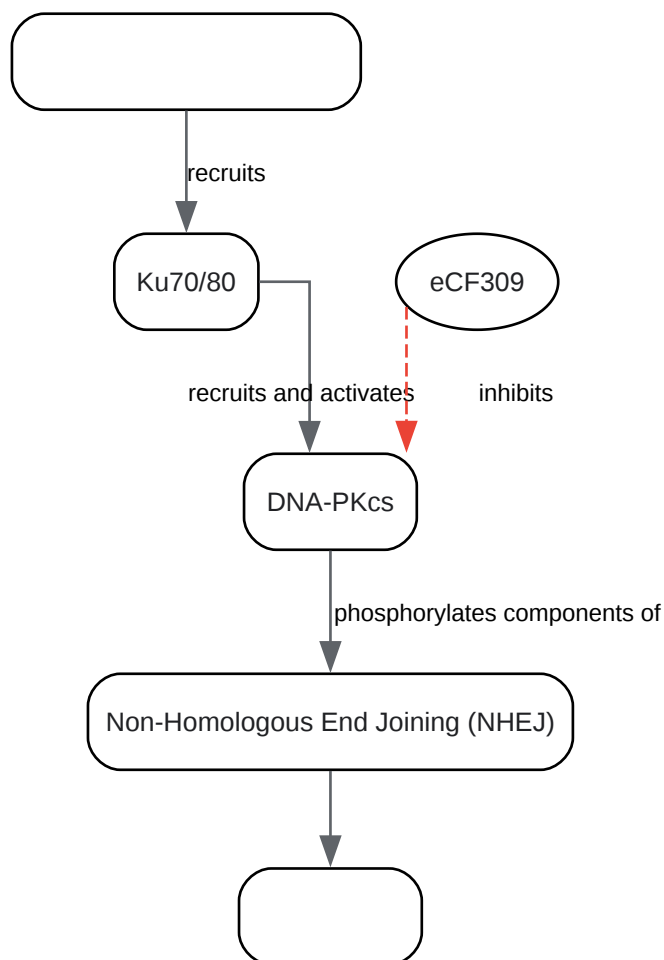 recruits
Ku70/80
eCF309
recruits and activates
inhibits
DNA-PKcs
phosphorylates components of
Non-Homologous End Joining (NHEJ)